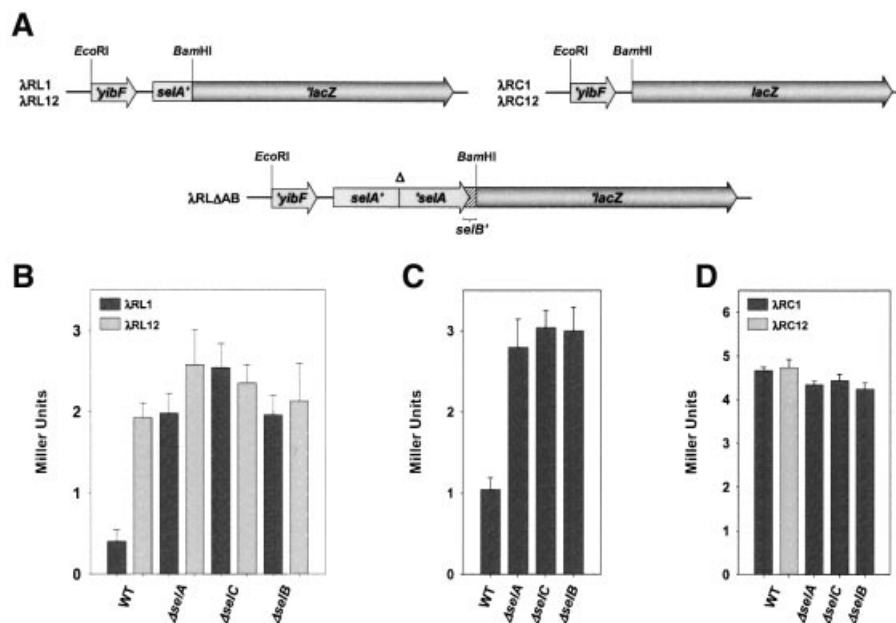 A
EcoRI
BamHI
λRL1
λRL12
'yibF
selA'
'lacZ
EcoRI
BamHI
λRC1
λRC12
'yibF
lacZ
EcoRI
BamHI
Δ
λRLΔAB
'yibF
selA'
'selA
'lacZ
selB'
B
λRL1
λRL12
Miller Units
3
2
1
0
WT
ΔselA
ΔselC
ΔselB
C
Miller Units
3
2
1
0
WT
ΔselA
ΔselC
ΔselB
D
λRC1
λRC12
Miller Units
6
5
4
3
2
1
0
WT
ΔselA
ΔselC
ΔselB